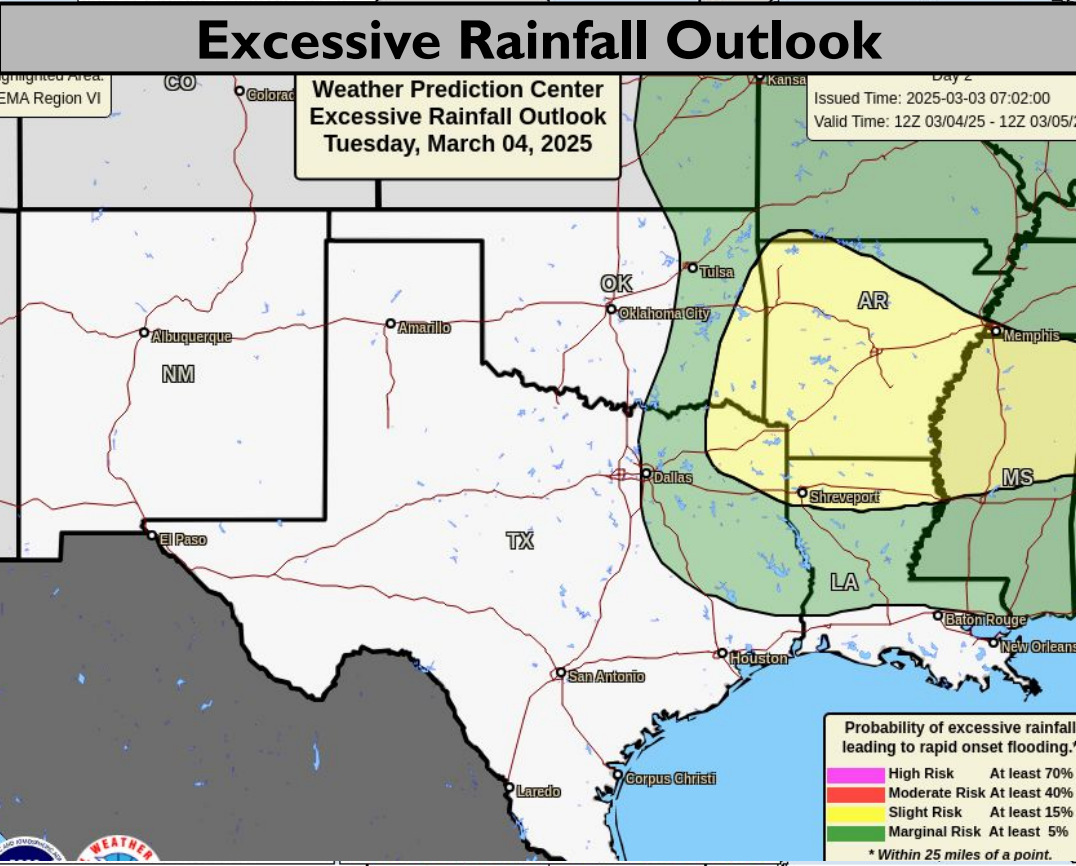 Excessive Rainfall Outlook
ghlighted Area:
EMA Region VI
CO
Colorad
Weather Prediction Center
Excessive Rainfall Outlook
Tuesday, March 04, 2025
Kansa
Day 2
Issued Time: 2025-03-03 07:02:00
Valid Time: 12Z 03/04/25 - 12Z 03/05/2
Tulsa
OK
Oklahoma City
AR
Albuquerque
Amarillo
Memphis
NM
Dallas
MS
Shreveport
El Paso
TX
LA
Baton Rouge
New Orleans
Houston
San Antonio
Corpus Christi
Laredo
Probability of excessive rainfall
leading to rapid onset flooding.*
High Risk At least 70%
Moderate Risk At least 40%
Slight Risk At least 15%
Marginal Risk At least 5%
* Within 25 miles of a point.
WEATHER